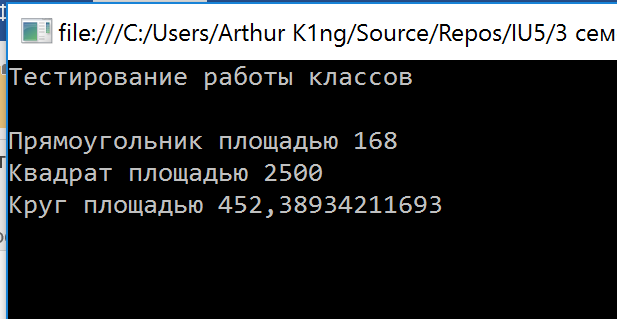 file:///C:/Users/Arthur K1ng/Source/Repos/IU5/3 сем
Тестирование работы классов
Прямоугольник площадью 168
Квадрат площадью 2500
Круг площадью 452,38934211693